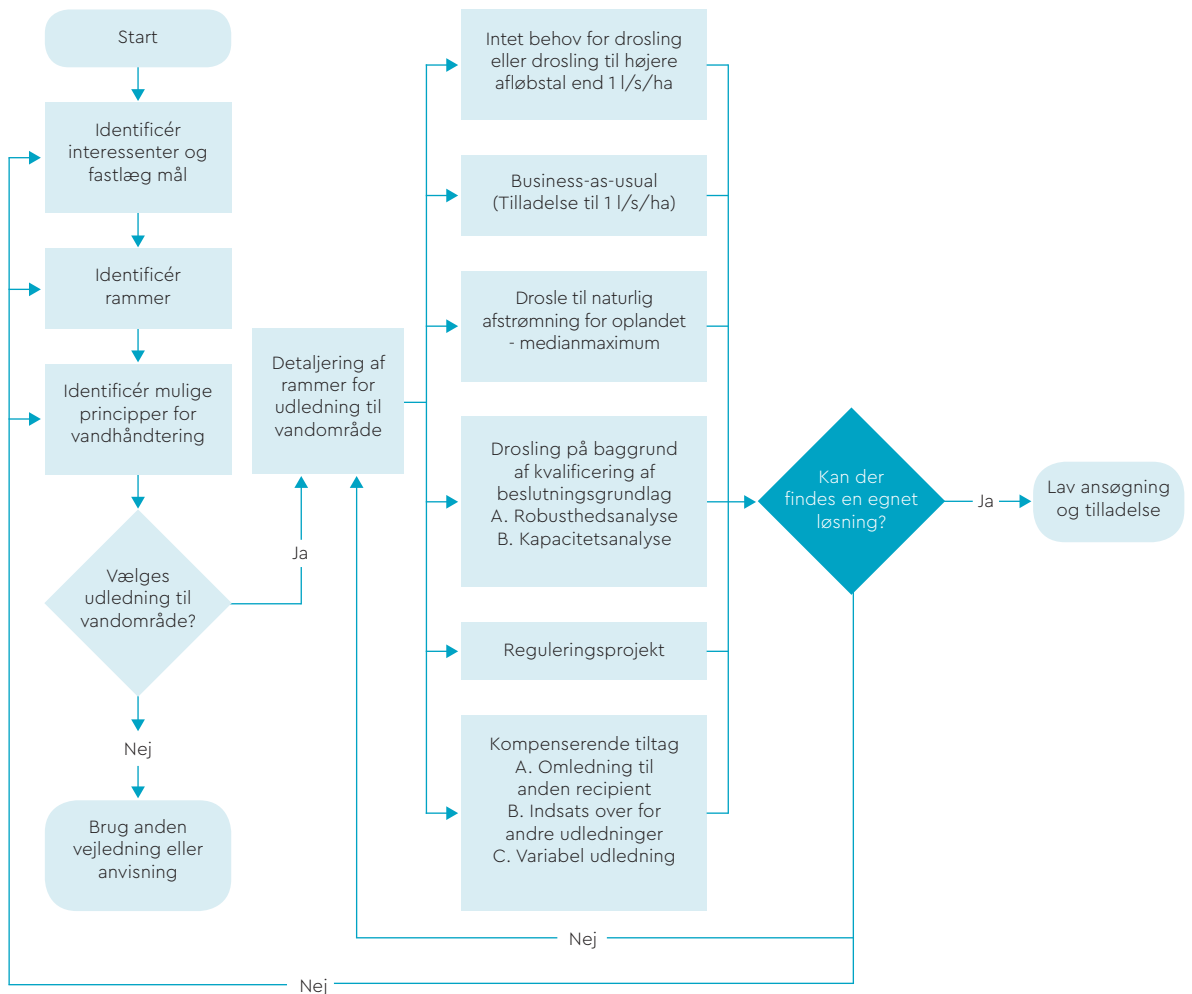 Start
Identificér
interessenter og
fastlæg mål
Identificér
rammer
Identificér mulige
principper for
vandhåndtering
Vælges
udledning til
vandområde?
Ja
Nej
Brug anden
vejledning eller
anvisning
Detaljering af
rammer for
udledning til
vandområde
Intet behov for drosling
eller drosling til højere
afløbstal end 1 l/s/ha
Business-as-usual
(Tilladelse til 1 l/s/ha)
Drosle til naturlig
afstrømning for oplandet
- medianmaximum
Drosling på baggrund
af kvalificering af
beslutningsgrundlag
A. Robusthedsanalyse
B. Kapacitetsanalyse
Reguleringsprojekt
Kompenserende tiltag
A. Omledning til
anden recipient
B. Indsats over for
andre udledninger
C. Variabel udledning
Kan der
findes en egnet
løsning?
Ja
Lav ansøgning
og tilladelse
Nej
Nej